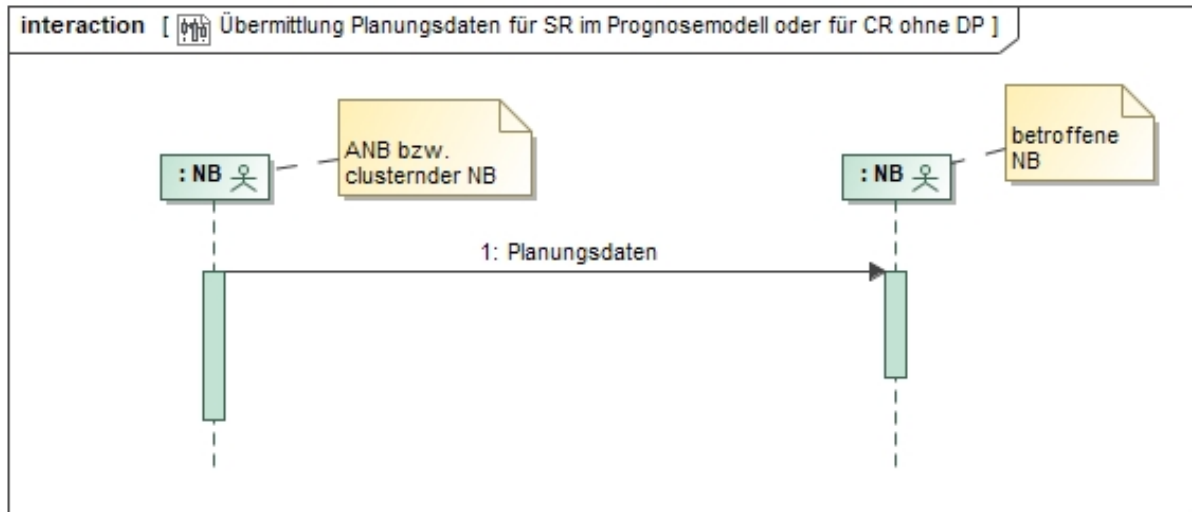 interaction [ Übermittlung Planungsdaten für SR im Prognosemodell oder für CR ohne DP ]
ANB bzw.
clusternder NB
betroffene
NB
: NB
: NB
1: Planungsdaten